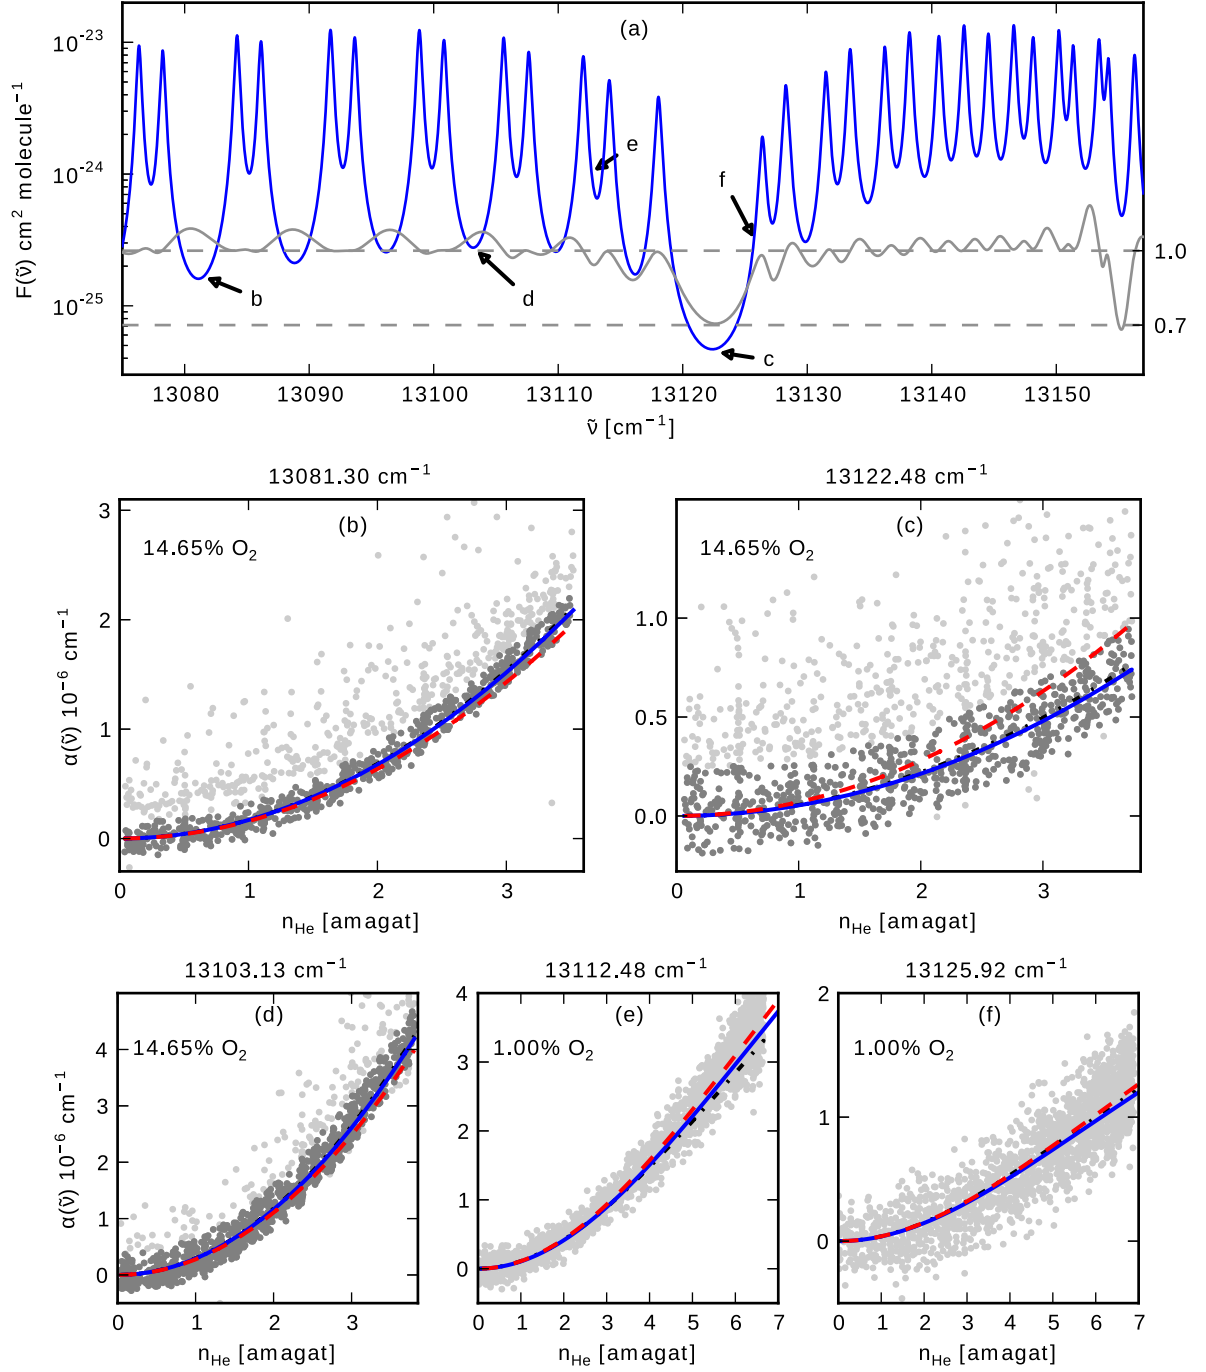 (a)
10⁻²³
10⁻²⁴
10⁻²⁵
F(ν̃) cm² molecule⁻¹
e
f
b
d
c
1.0
0.7
13080 13090 13100 13110 13120 13130 13140 13150
ν̃ [cm⁻¹]
13081.30 cm⁻¹
(b)
14.65% O₂
3
2
1
0
α(ν̃) 10⁻⁶ cm⁻¹
0 1 2 3
n_He [amagat]
13122.48 cm⁻¹
(c)
14.65% O₂
1.0
0.5
0.0
0 1 2 3
n_He [amagat]
13103.13 cm⁻¹
(d)
14.65% O₂
4
3
2
1
0
α(ν̃) 10⁻⁶ cm⁻¹
0 1 2 3
n_He [amagat]
13112.48 cm⁻¹
(e)
1.00% O₂
4
3
2
1
0
0 1 2 3 4 5 6 7
n_He [amagat]
13125.92 cm⁻¹
(f)
1.00% O₂
2
1
0
0 1 2 3 4 5 6 7
n_He [amagat]